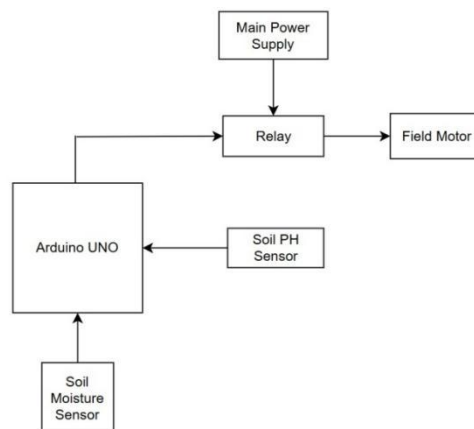 Main Power
Supply
Relay
Field Motor
Arduino UNO
Soil PH
Sensor
Soil
Moisture
Sensor